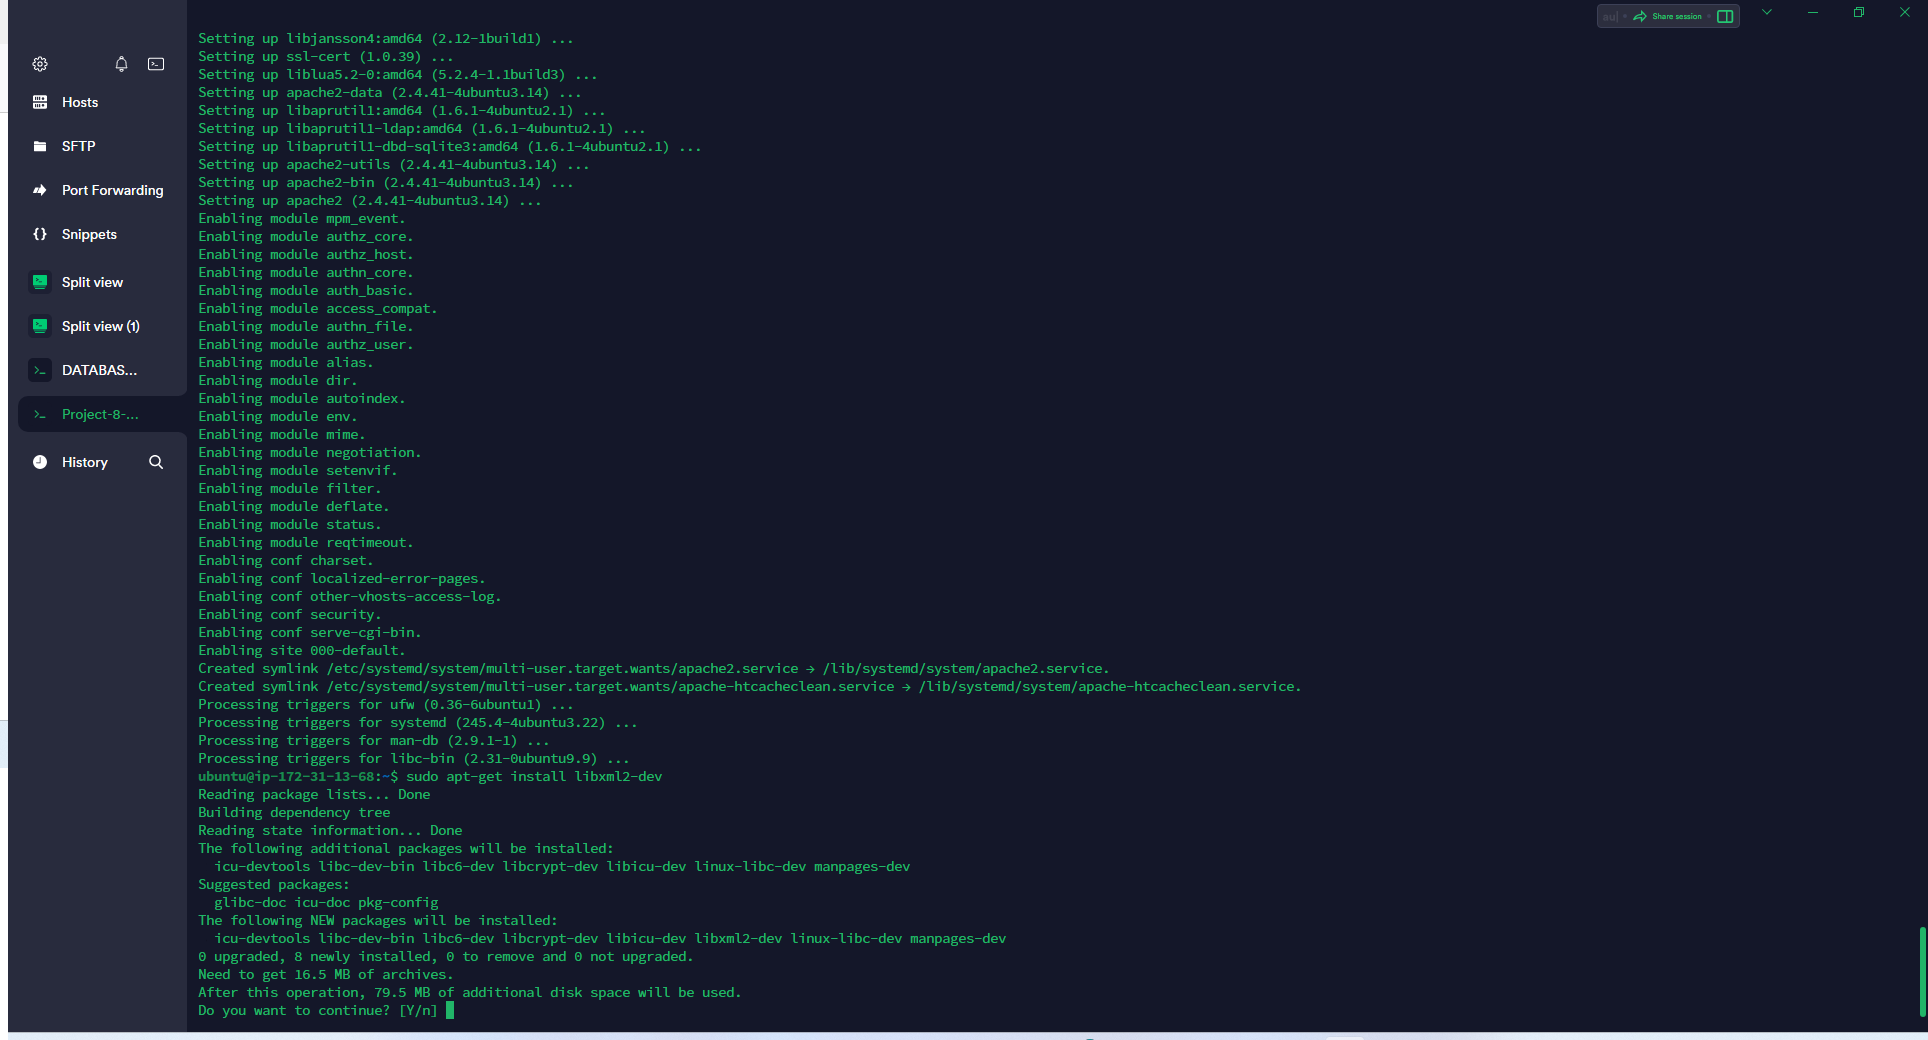 au| Share session
Hosts
SFTP
Port Forwarding
Snippets
Split view
Split view (1)
DATABAS...
Project-8-...
History
Setting up libjansson4:amd64 (2.12-1build1) ...
Setting up ssl-cert (1.0.39) ...
Setting up liblua5.2-0:amd64 (5.2.4-1.1build3) ...
Setting up apache2-data (2.4.41-4ubuntu3.14) ...
Setting up libaprutil1:amd64 (1.6.1-4ubuntu2.1) ...
Setting up libaprutil1-ldap:amd64 (1.6.1-4ubuntu2.1) ...
Setting up libaprutil1-dbd-sqlite3:amd64 (1.6.1-4ubuntu2.1) ...
Setting up apache2-utils (2.4.41-4ubuntu3.14) ...
Setting up apache2-bin (2.4.41-4ubuntu3.14) ...
Setting up apache2 (2.4.41-4ubuntu3.14) ...
Enabling module mpm_event.
Enabling module authz_core.
Enabling module authz_host.
Enabling module authn_core.
Enabling module auth_basic.
Enabling module access_compat.
Enabling module authn_file.
Enabling module authz_user.
Enabling module alias.
Enabling module dir.
Enabling module autoindex.
Enabling module env.
Enabling module mime.
Enabling module negotiation.
Enabling module setenvif.
Enabling module filter.
Enabling module deflate.
Enabling module status.
Enabling module reqtimeout.
Enabling conf charset.
Enabling conf localized-error-pages.
Enabling conf other-vhosts-access-log.
Enabling conf security.
Enabling conf serve-cgi-bin.
Enabling site 000-default.
Created symlink /etc/systemd/system/multi-user.target.wants/apache2.service → /lib/systemd/system/apache2.service.
Created symlink /etc/systemd/system/multi-user.target.wants/apache-htcacheclean.service → /lib/systemd/system/apache-htcacheclean.service.
Processing triggers for ufw (0.36-6ubuntu1) ...
Processing triggers for systemd (245.4-4ubuntu3.22) ...
Processing triggers for man-db (2.9.1-1) ...
Processing triggers for libc-bin (2.31-0ubuntu9.9) ...
ubuntu@ip-172-31-13-68:~$ sudo apt-get install libxml2-dev
Reading package lists... Done
Building dependency tree
Reading state information... Done
The following additional packages will be installed:
  icu-devtools libc-dev-bin libc6-dev libcrypt-dev libicu-dev linux-libc-dev manpages-dev
Suggested packages:
  glibc-doc icu-doc pkg-config
The following NEW packages will be installed:
  icu-devtools libc-dev-bin libc6-dev libcrypt-dev libicu-dev libxml2-dev linux-libc-dev manpages-dev
0 upgraded, 8 newly installed, 0 to remove and 0 not upgraded.
Need to get 16.5 MB of archives.
After this operation, 79.5 MB of additional disk space will be used.
Do you want to continue? [Y/n]